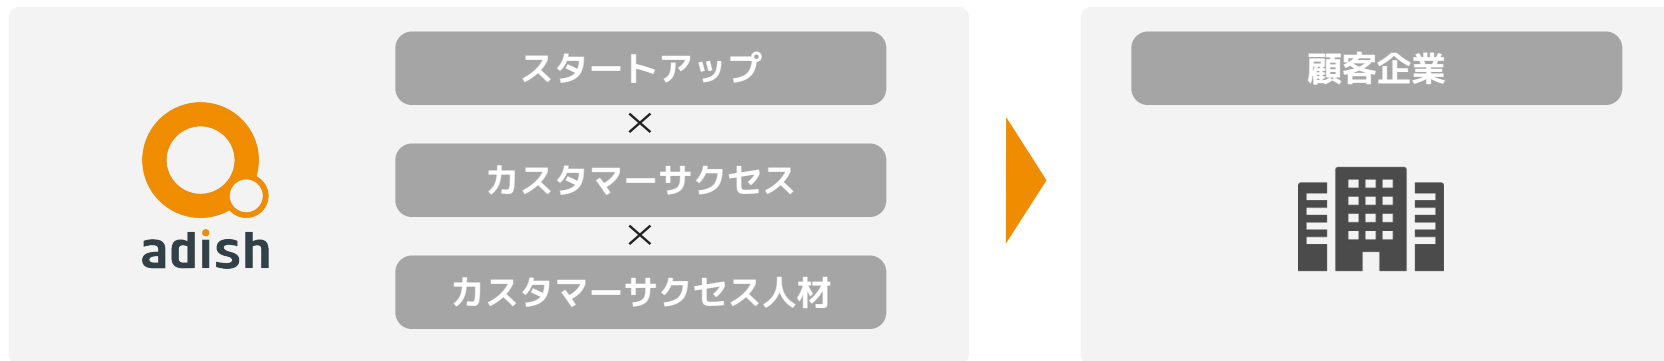 adish
スタートアップ
×
カスタマーサクセス
×
カスタマーサクセス人材
顧客企業